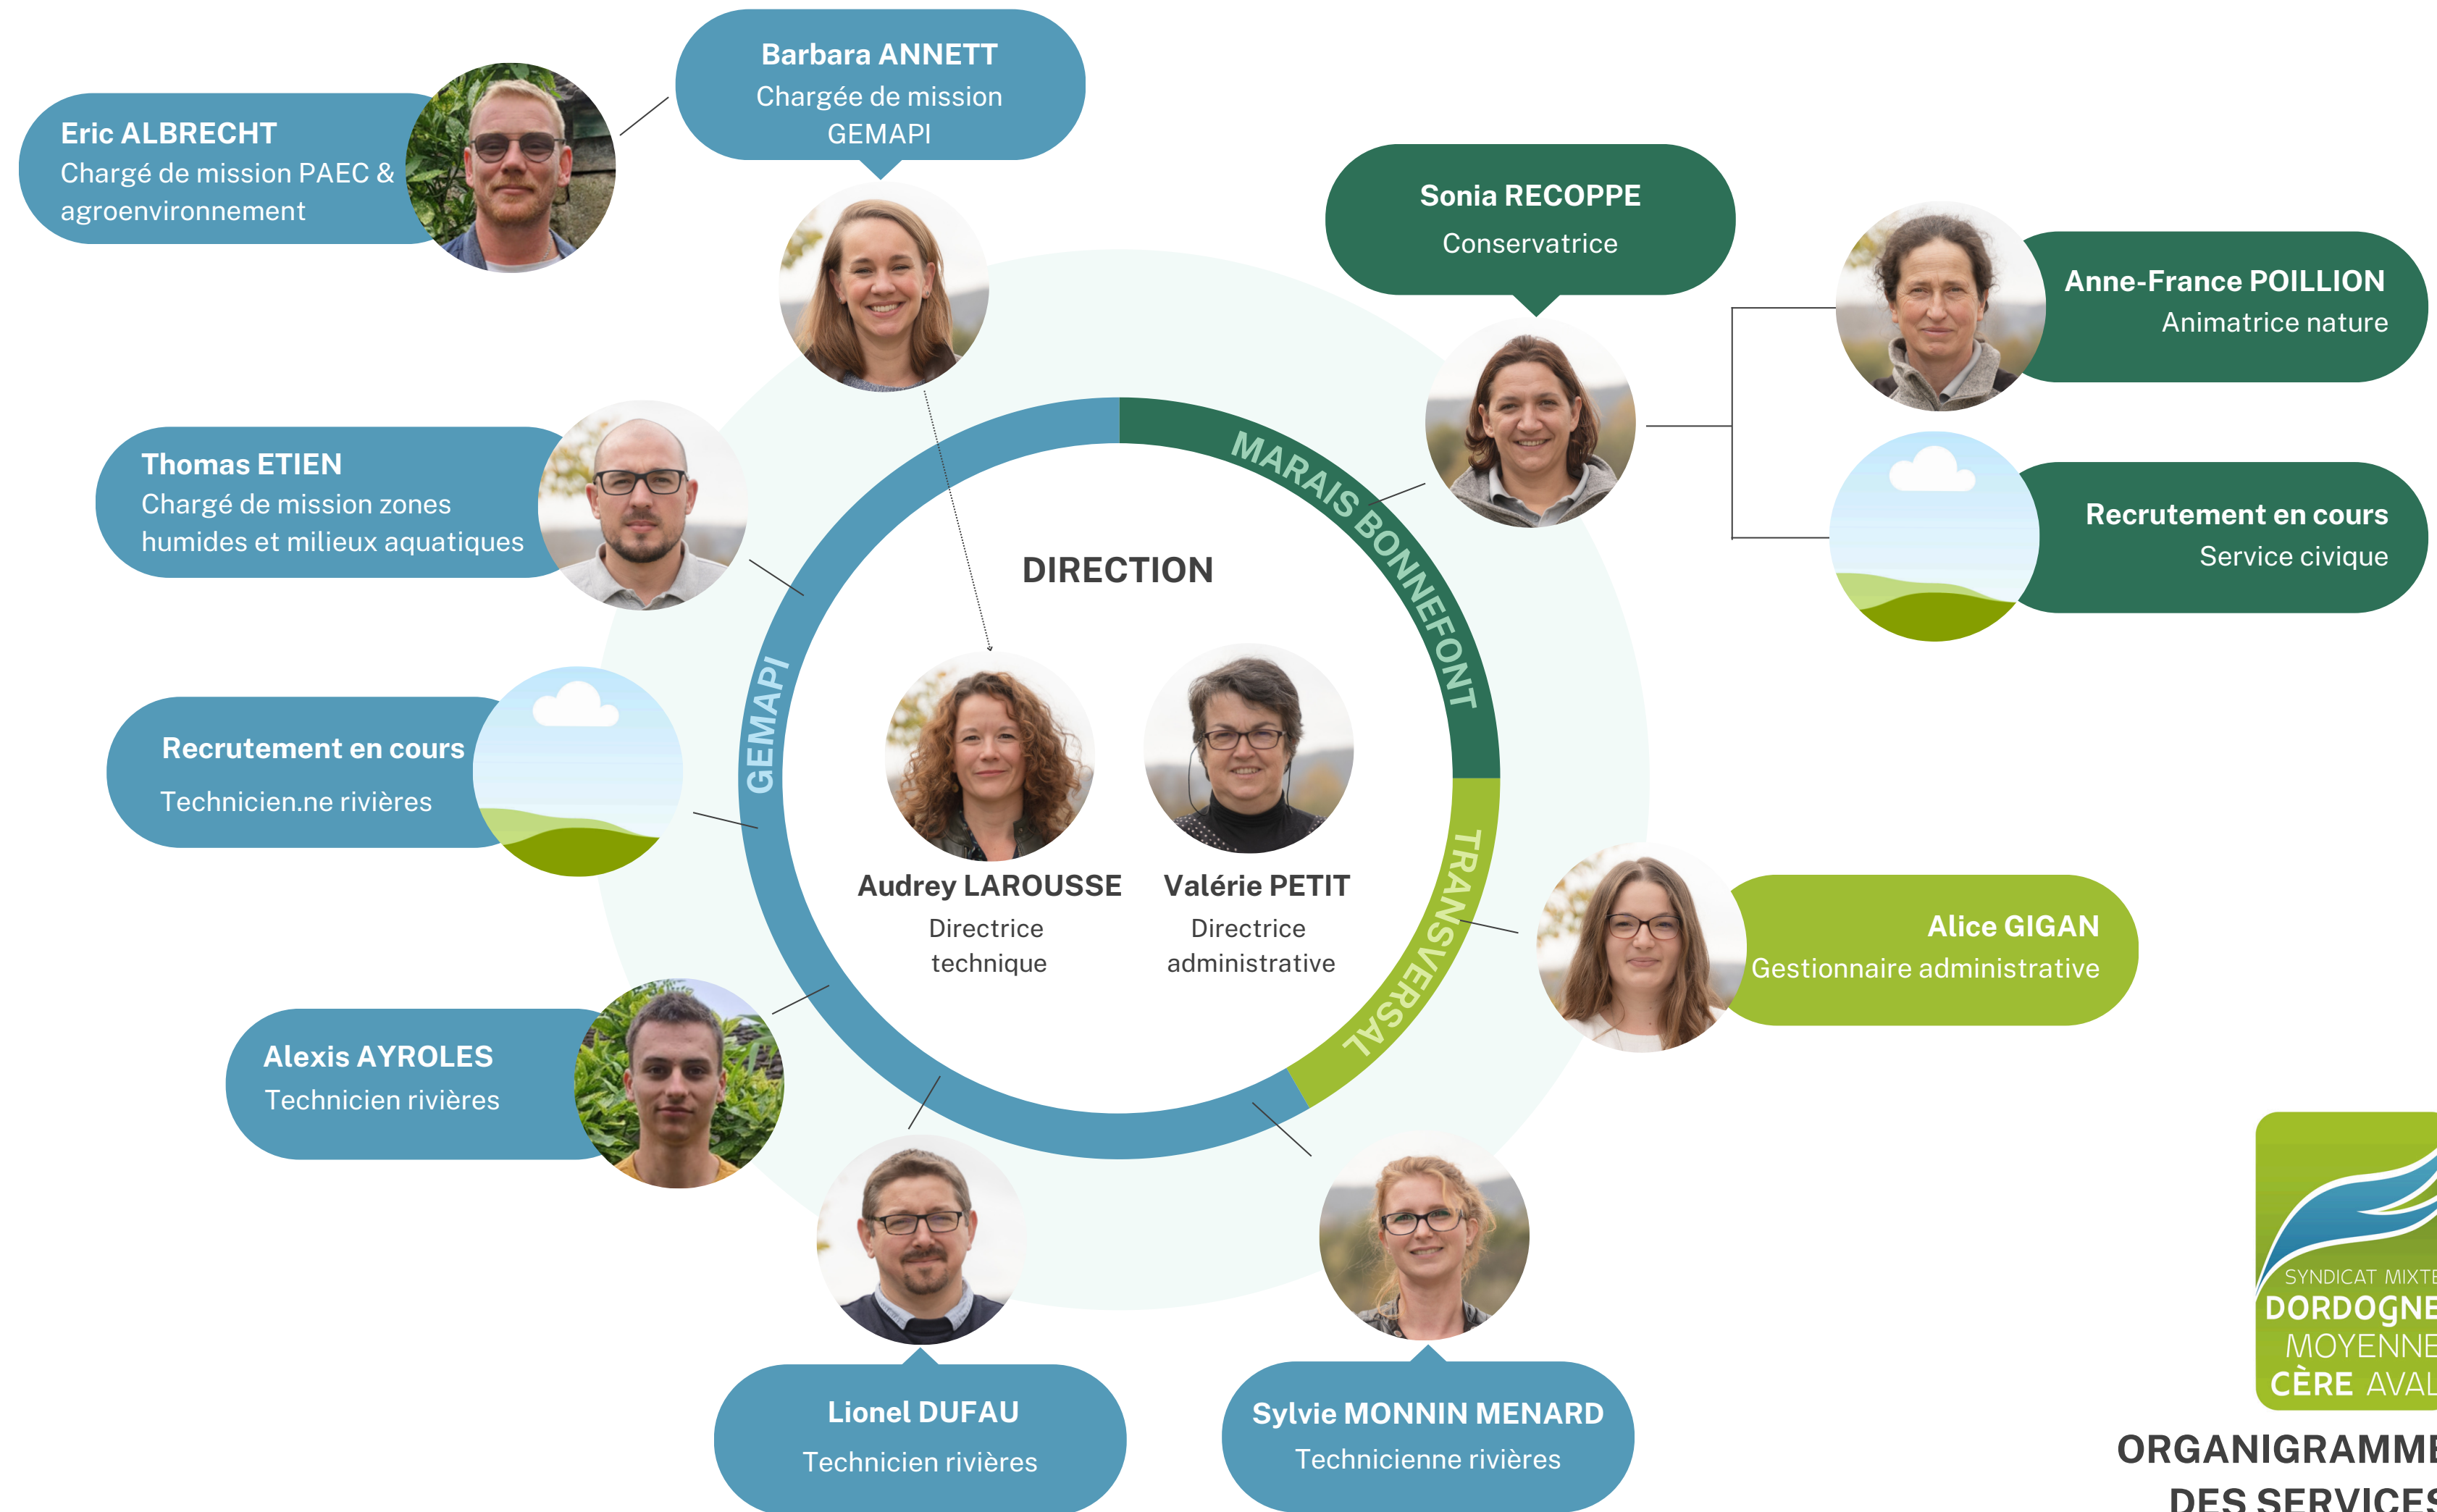 Barbara ANNETT
Chargée de mission
GEMAPI
Eric ALBRECHT
Chargé de mission PAEC &
agroenvironnement
Sonia RECOPPE
Conservatrice
Anne-France POILLION
Animatrice nature
Thomas ETIEN
Chargé de mission zones
humides et milieux aquatiques
Recrutement en cours
Service civique
MARAIS BONNEFONT
DIRECTION
GEMAPI
Recrutement en cours
Technicien.ne rivières
Audrey LAROUSSE
Directrice
technique
Valérie PETIT
Directrice
administrative
TRANSVERSAL
Alice GIGAN
Gestionnaire administrative
Alexis AYROLES
Technicien rivières
Lionel DUFAU
Technicien rivières
Sylvie MONNIN MENARD
Technicienne rivières
SYNDICAT MIXTE
DORDOGNE
MOYENNE
CÈRE AVAL
ORGANIGRAMME
DES SERVICES